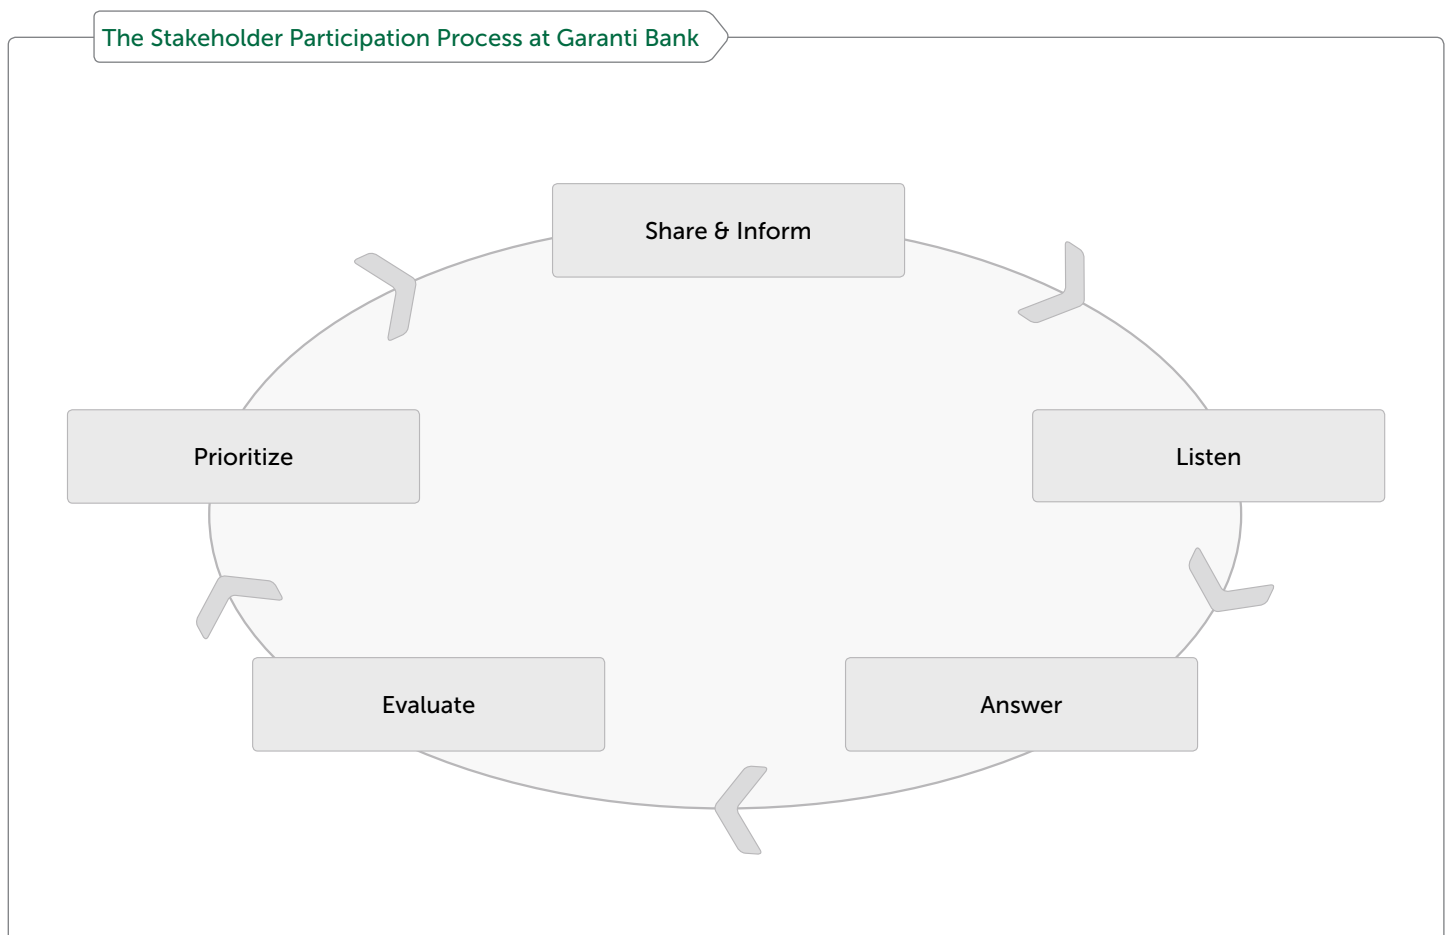 The Stakeholder Participation Process at Garanti Bank
Share & Inform
Prioritize
Listen
Evaluate
Answer